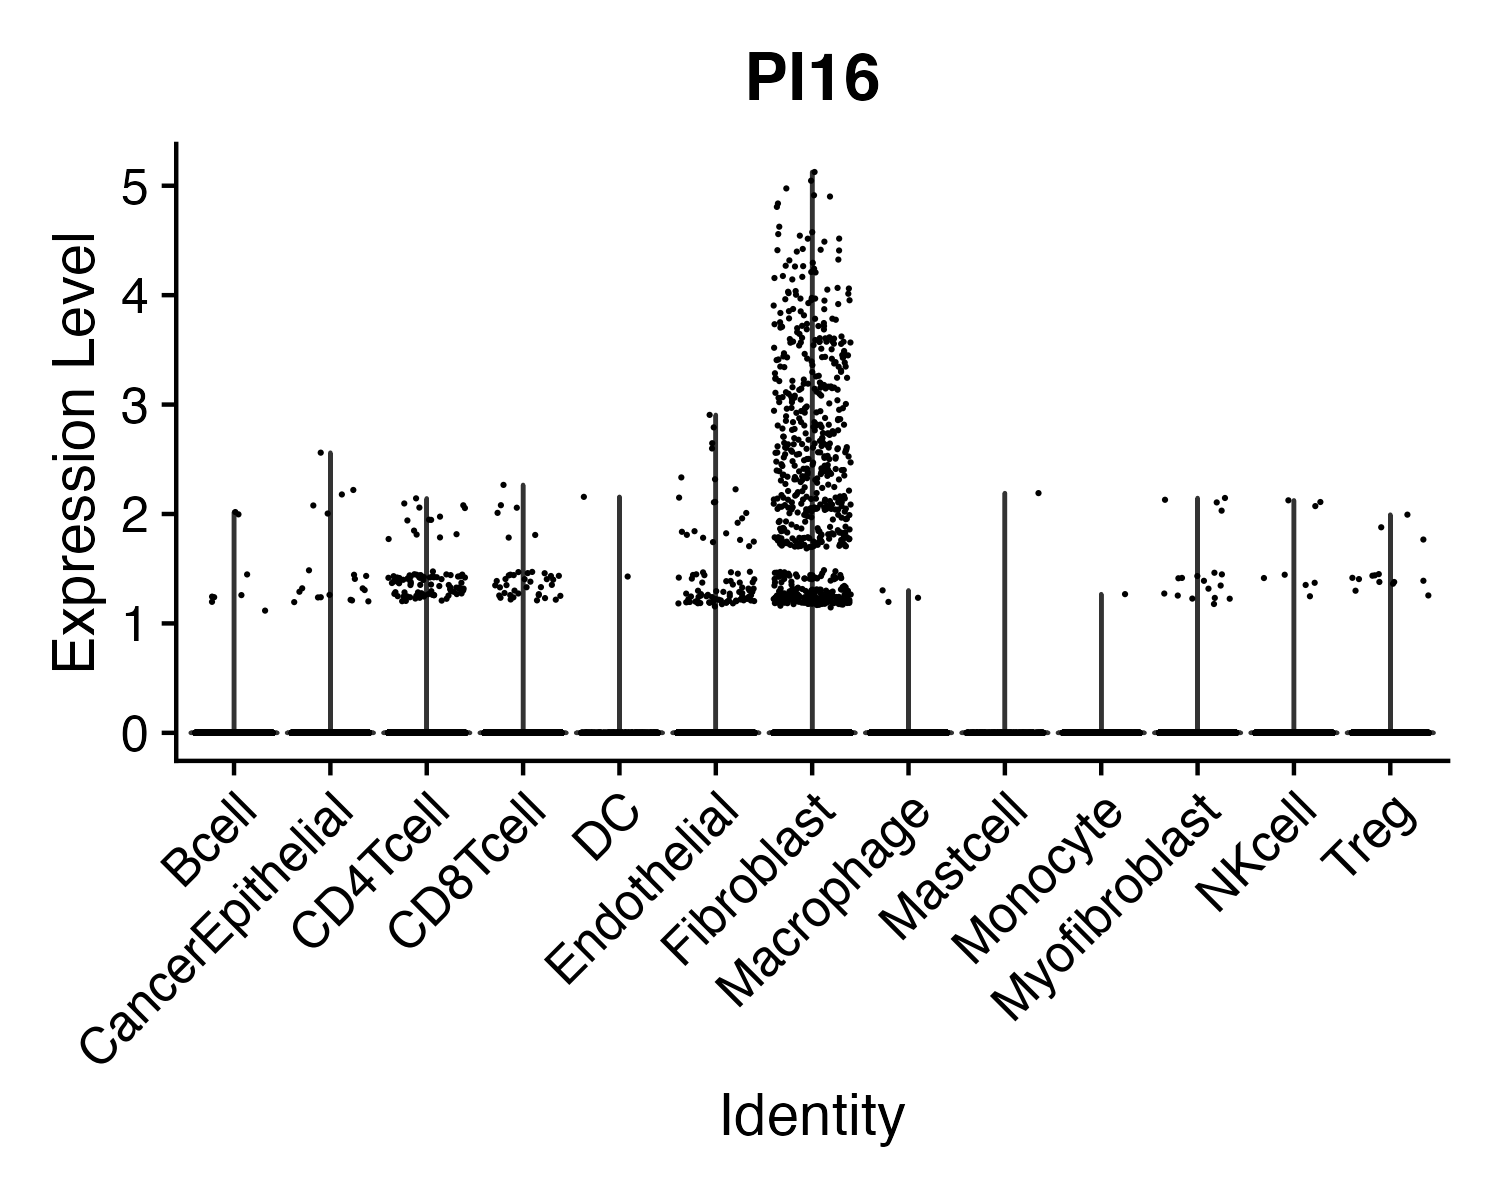 PI16
Expression Level
5
4
3
2
1
0
Bcell
CancerEpithelial
CD4Tcell
CD8Tcell
DC
Endothelial
Fibroblast
Macrophage
Mastcell
Monocyte
Myofibroblast
NKcell
Treg
Identity